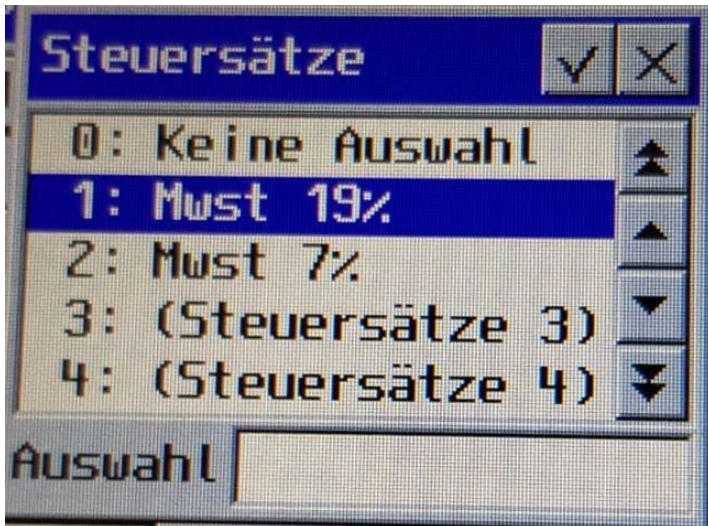 Steuersätze
0: Keine Auswahl
1: Mwst 19%
2: Mwst 7%
3: (Steuersätze 3)
4: (Steuersätze 4)
Auswahl